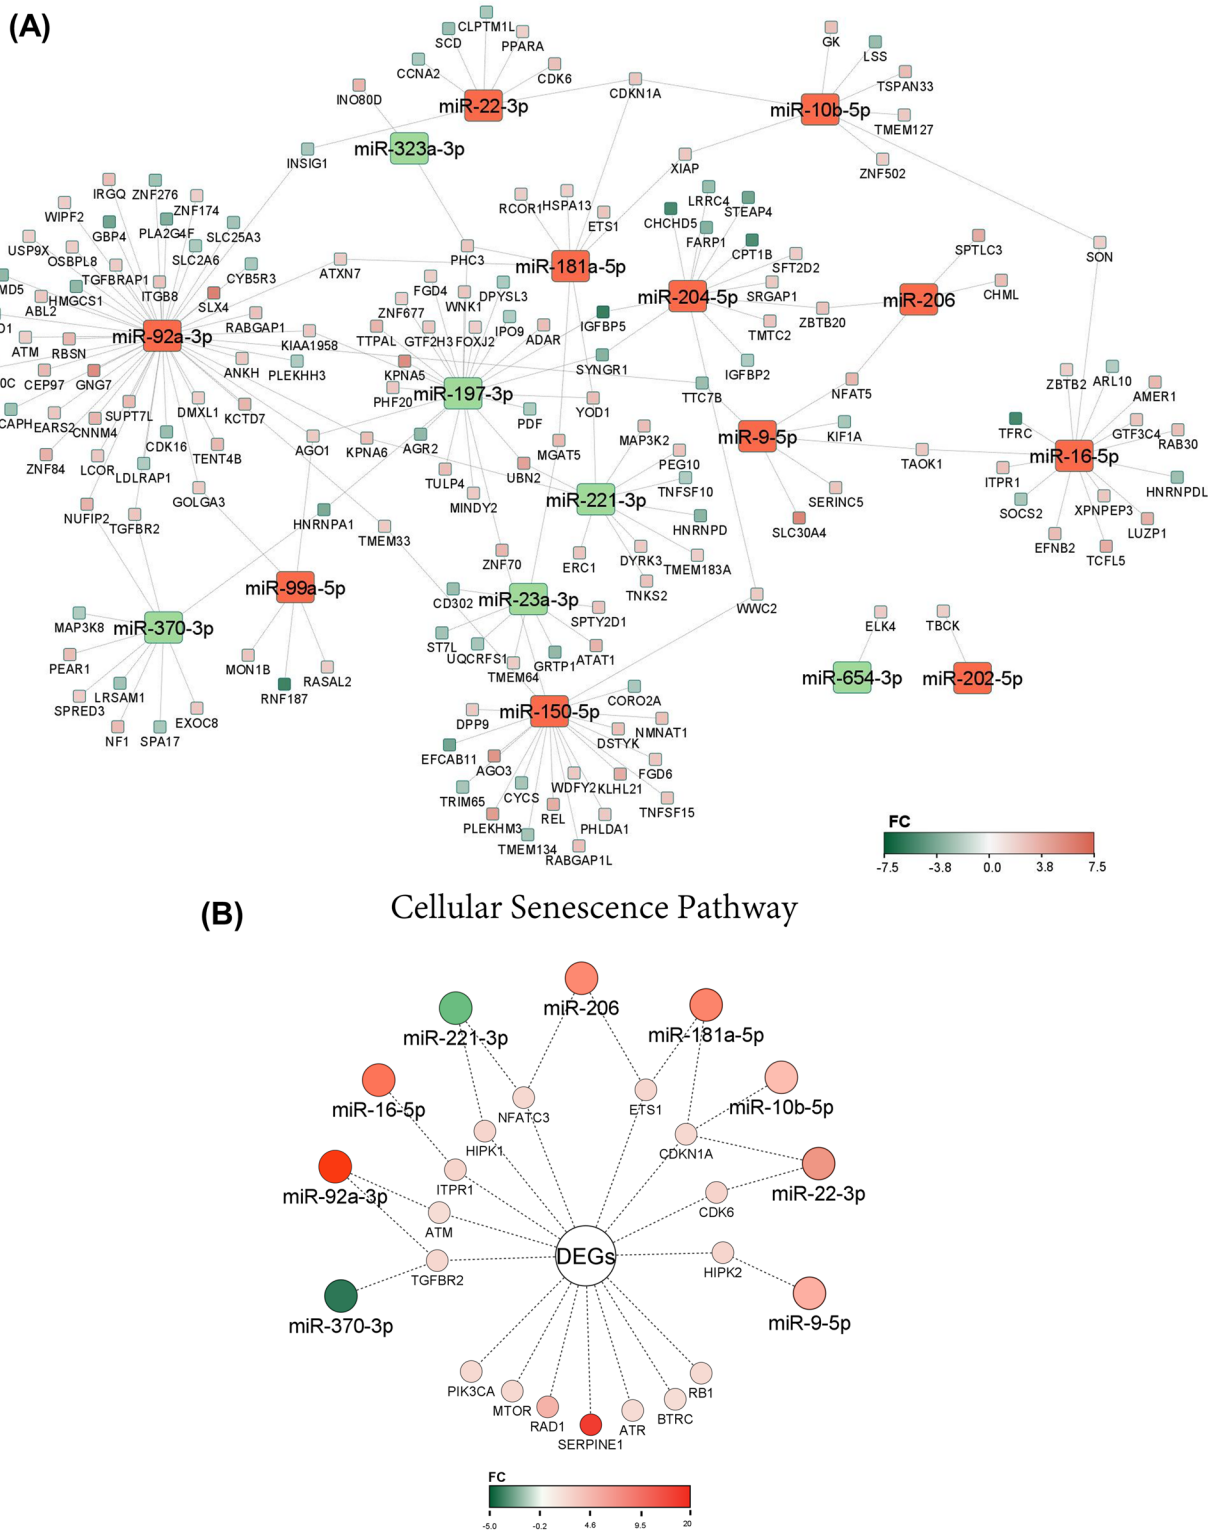 (A)
CLPTM1L
SCD
PPARA
CCNA2
CDK6
INO80D
miR-22-3p
CDKN1A
GK
LSS
TSPAN33
miR-10b-5p
TMEM127
ZNF502
miR-323a-3p
INSIG1
XIAP
IRGQ
ZNF276
ZNF174
WIPF2
GBP4
PLA2G4F
SLC25A3
USP9X
OSBPL8
SLC2A6
TGFBRAP1
CYB5R3
MD5
HMGCS1
ITGB8
SLX4
ABL2
RABGAP1
miR-92a-3p
ATM
RBSN
KIAA1958
ANKH
PLEKHH3
0C
CEP97
GNG7
CAPH
EARS2
SUPT7L
DMXL1
KCTD7
CNNM4
CDK16
TENT4B
ZNF84
LCOR
LDLRAP1
GOLGA3
NUFIP2
TGFBR2
ATXN7
PHC3
RCOR1
HSPA13
ETS1
miR-181a-5p
FGD4
WNK1
DPYSL3
ZNF677
IPO9
TTPAL
GTF2H3
FOXJ2
ADAR
IGFBP5
KPNA5
SYNGR1
miR-197-3p
PHF20
PDF
YOD1
AGO1
KPNA6
AGR2
MGAT5
TULP4
UBN2
MINDY2
HNRNPA1
TMEM33
ZNF70
LRRC4
STEAP4
CHCHD5
FARP1
CPT1B
SFT2D2
miR-204-5p
SRGAP1
TMTC2
ZBTB20
IGFBP2
TTC7B
SPTLC3
CHML
miR-206
NFAT5
SON
MAP3K2
PEG10
TNFSF10
miR-221-3p
HNRNPD
ERC1
DYRK3
TMEM183A
TNKS2
miR-9-5p
KIF1A
TAOK1
SERINC5
SLC30A4
WWC2
ZBTB2
ARL10
AMER1
TFRC
GTF3C4
RAB30
miR-16-5p
ITPR1
HNRNPDL
SOCS2
XPNPEP3
LUZP1
EFNB2
TCFL5
miR-99a-5p
MON1B
RNF187
RASAL2
MAP3K8
miR-370-3p
PEAR1
LRSAM1
SPRED3
EXOC8
NF1
SPA17
CD302
miR-23a-3p
SPTY2D1
ST7L
UQCRFS1
GRTP1
ATAT1
TMEM64
ELK4
TBCK
miR-654-3p
miR-202-5p
CORO2A
DPP9
miR-150-5p
NMNAT1
EFCAB11
DSTYK
AGO3
FGD6
TRIM65
CYCS
WDFY2
KLHL21
REL
TNFSF15
PLEKHM3
PHLDA1
TMEM134
RABGAP1L
FC
-7.5 -3.8 0.0 3.8 7.5
(B)
Cellular Senescence Pathway
miR-206
miR-221-3p
miR-181a-5p
miR-16-5p
NFATC3
ETS1
miR-10b-5p
HIPK1
CDKN1A
miR-92a-3p
ITPR1
miR-22-3p
ATM
CDK6
TGFBR2
DEGs
HIPK2
miR-370-3p
miR-9-5p
PIK3CA
MTOR
RAD1
SERPINE1
ATR
BTRC
RB1
FC
-5.0 -0.2 4.6 9.5 20